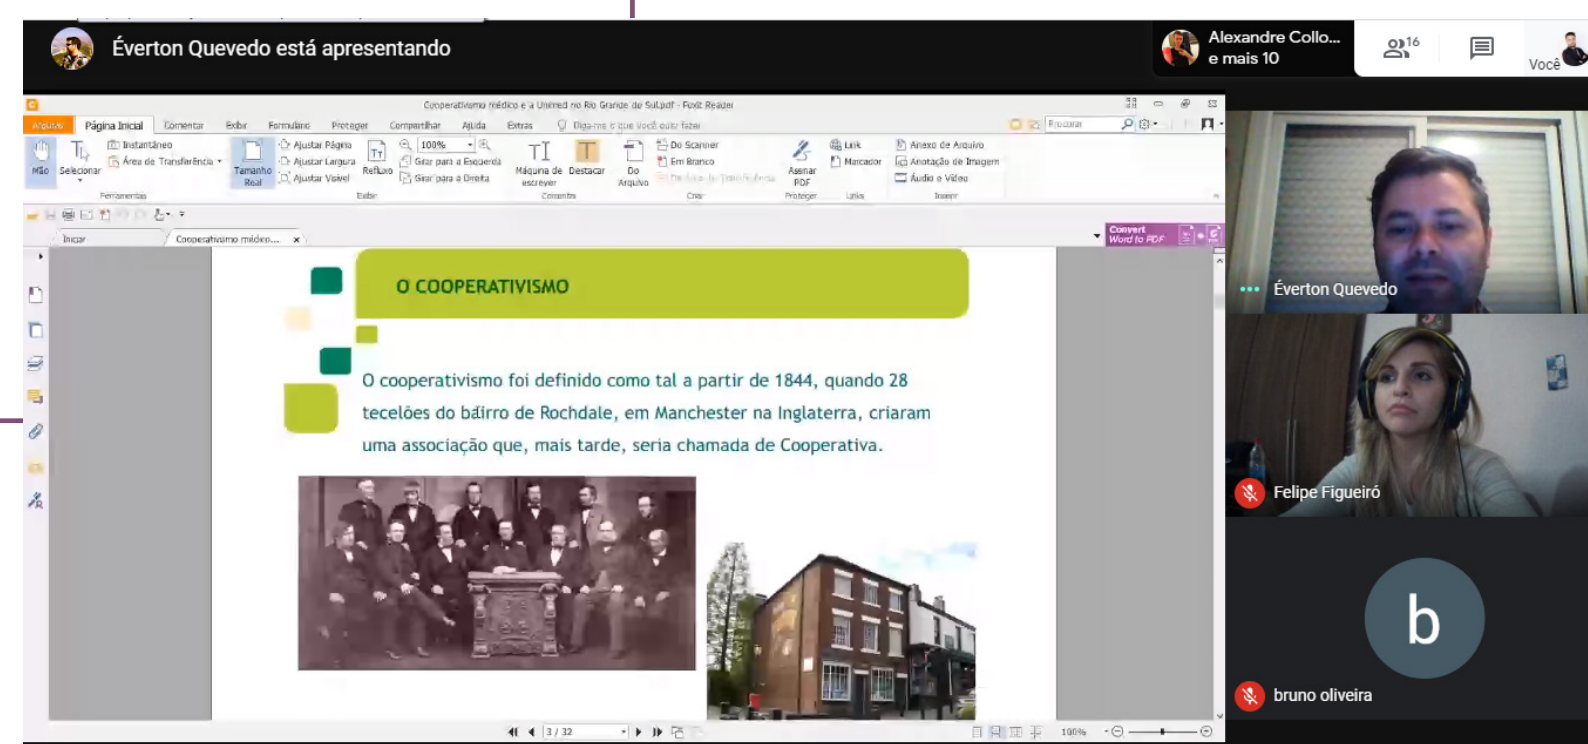 Éverton Quevedo está apresentando
Alexandre Collo...
e mais 10
16
Você
Cooperativismo médico e a Unimed no Rio Grande do Sul.pdf - Foxit Reader
Arquivo
Página Inicial
Comentar
Exibir
Formulário
Proteger
Compartilhar
Ajuda
Extras
Diga-me o que você quer fazer
Procurar
Mão
Selecionar
Instantâneo
Área de Transferência
Ferramentas
Tamanho
Real
Ajustar Página
Ajustar Largura
Ajustar Visível
Refluxo
100%
Girar para a Esquerda
Girar para a Direita
Exibir
Máquina de
escrever
Destacar
Comentra
Do
Arquivo
Do Scanner
Em Branco
Da Área de Transferência
Criar
Assinar
PDF
Proteger
Link
Marcador
Links
Anexo de Arquivo
Anotação de Imagem
Áudio e Vídeo
Inserir
Iniciar
Cooperativismo médico...
Convert
Word to PDF
O COOPERATIVISMO
O cooperativismo foi definido como tal a partir de 1844, quando 28
tecelões do bairro de Rochdale, em Manchester na Inglaterra, criaram
uma associação que, mais tarde, seria chamada de Cooperativa.
3 / 32
100%
Éverton Quevedo
Felipe Figueiró
b
bruno oliveira